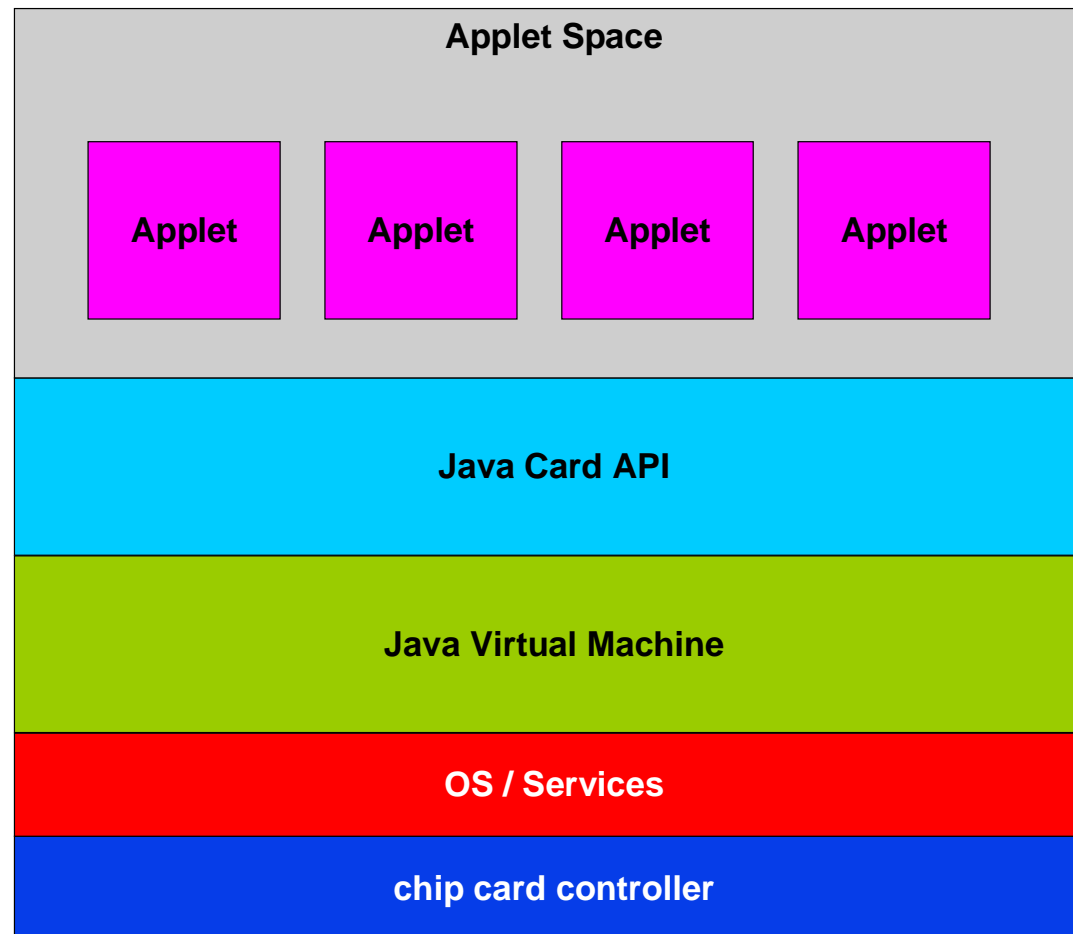 Applet Space
Applet Applet Applet Applet
Java Card API
Java Virtual Machine
OS / Services
chip card controller